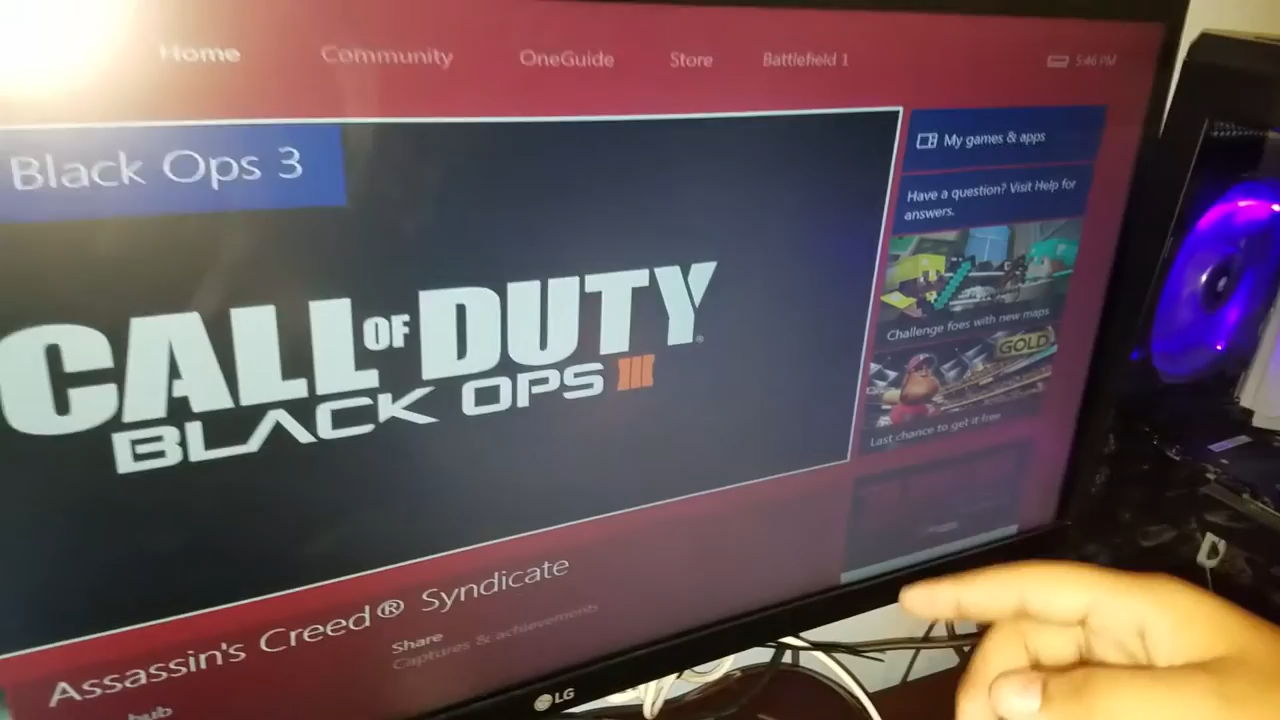 Home
Community
OneGuide
Store
Battlefield 1
5:46 PM
Black Ops 3
CALL OF DUTY®
BLACK OPS III
My games & apps
Have a question? Visit Help for
answers.
Challenge foes with new maps
GOLD
Last chance to get it free
Assassin's Creed® Syndicate
Share
Captures & achievements
hub
LG